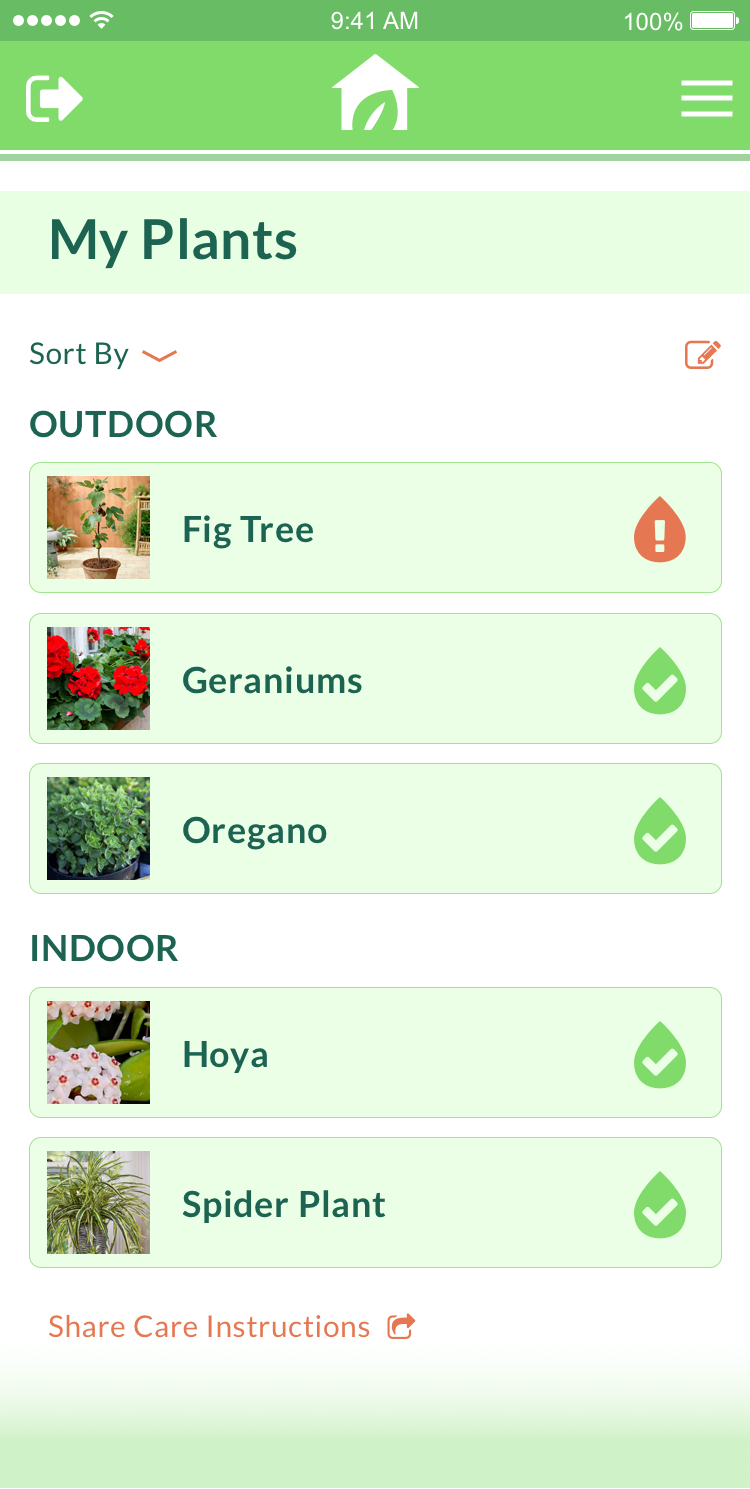 9:41 AM 100%
My Plants
Sort By
OUTDOOR
Fig Tree
Geraniums
Oregano
INDOOR
Hoya
Spider Plant
Share Care Instructions